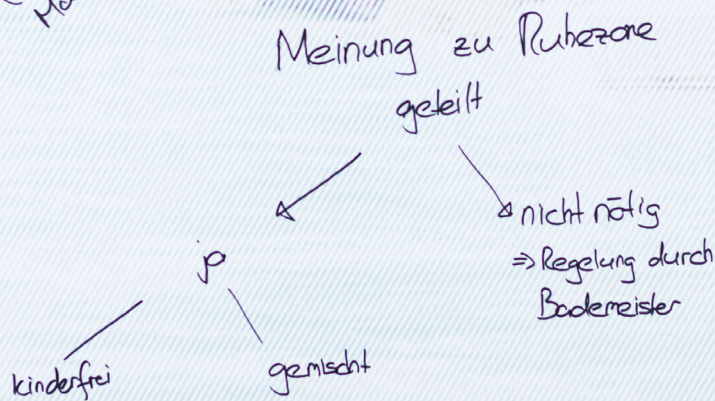 Meinung zu Ruhezone
geteilt
nicht nötig
⇒ Regelung durch
Bademeister
ja
kinderfrei
gemischt